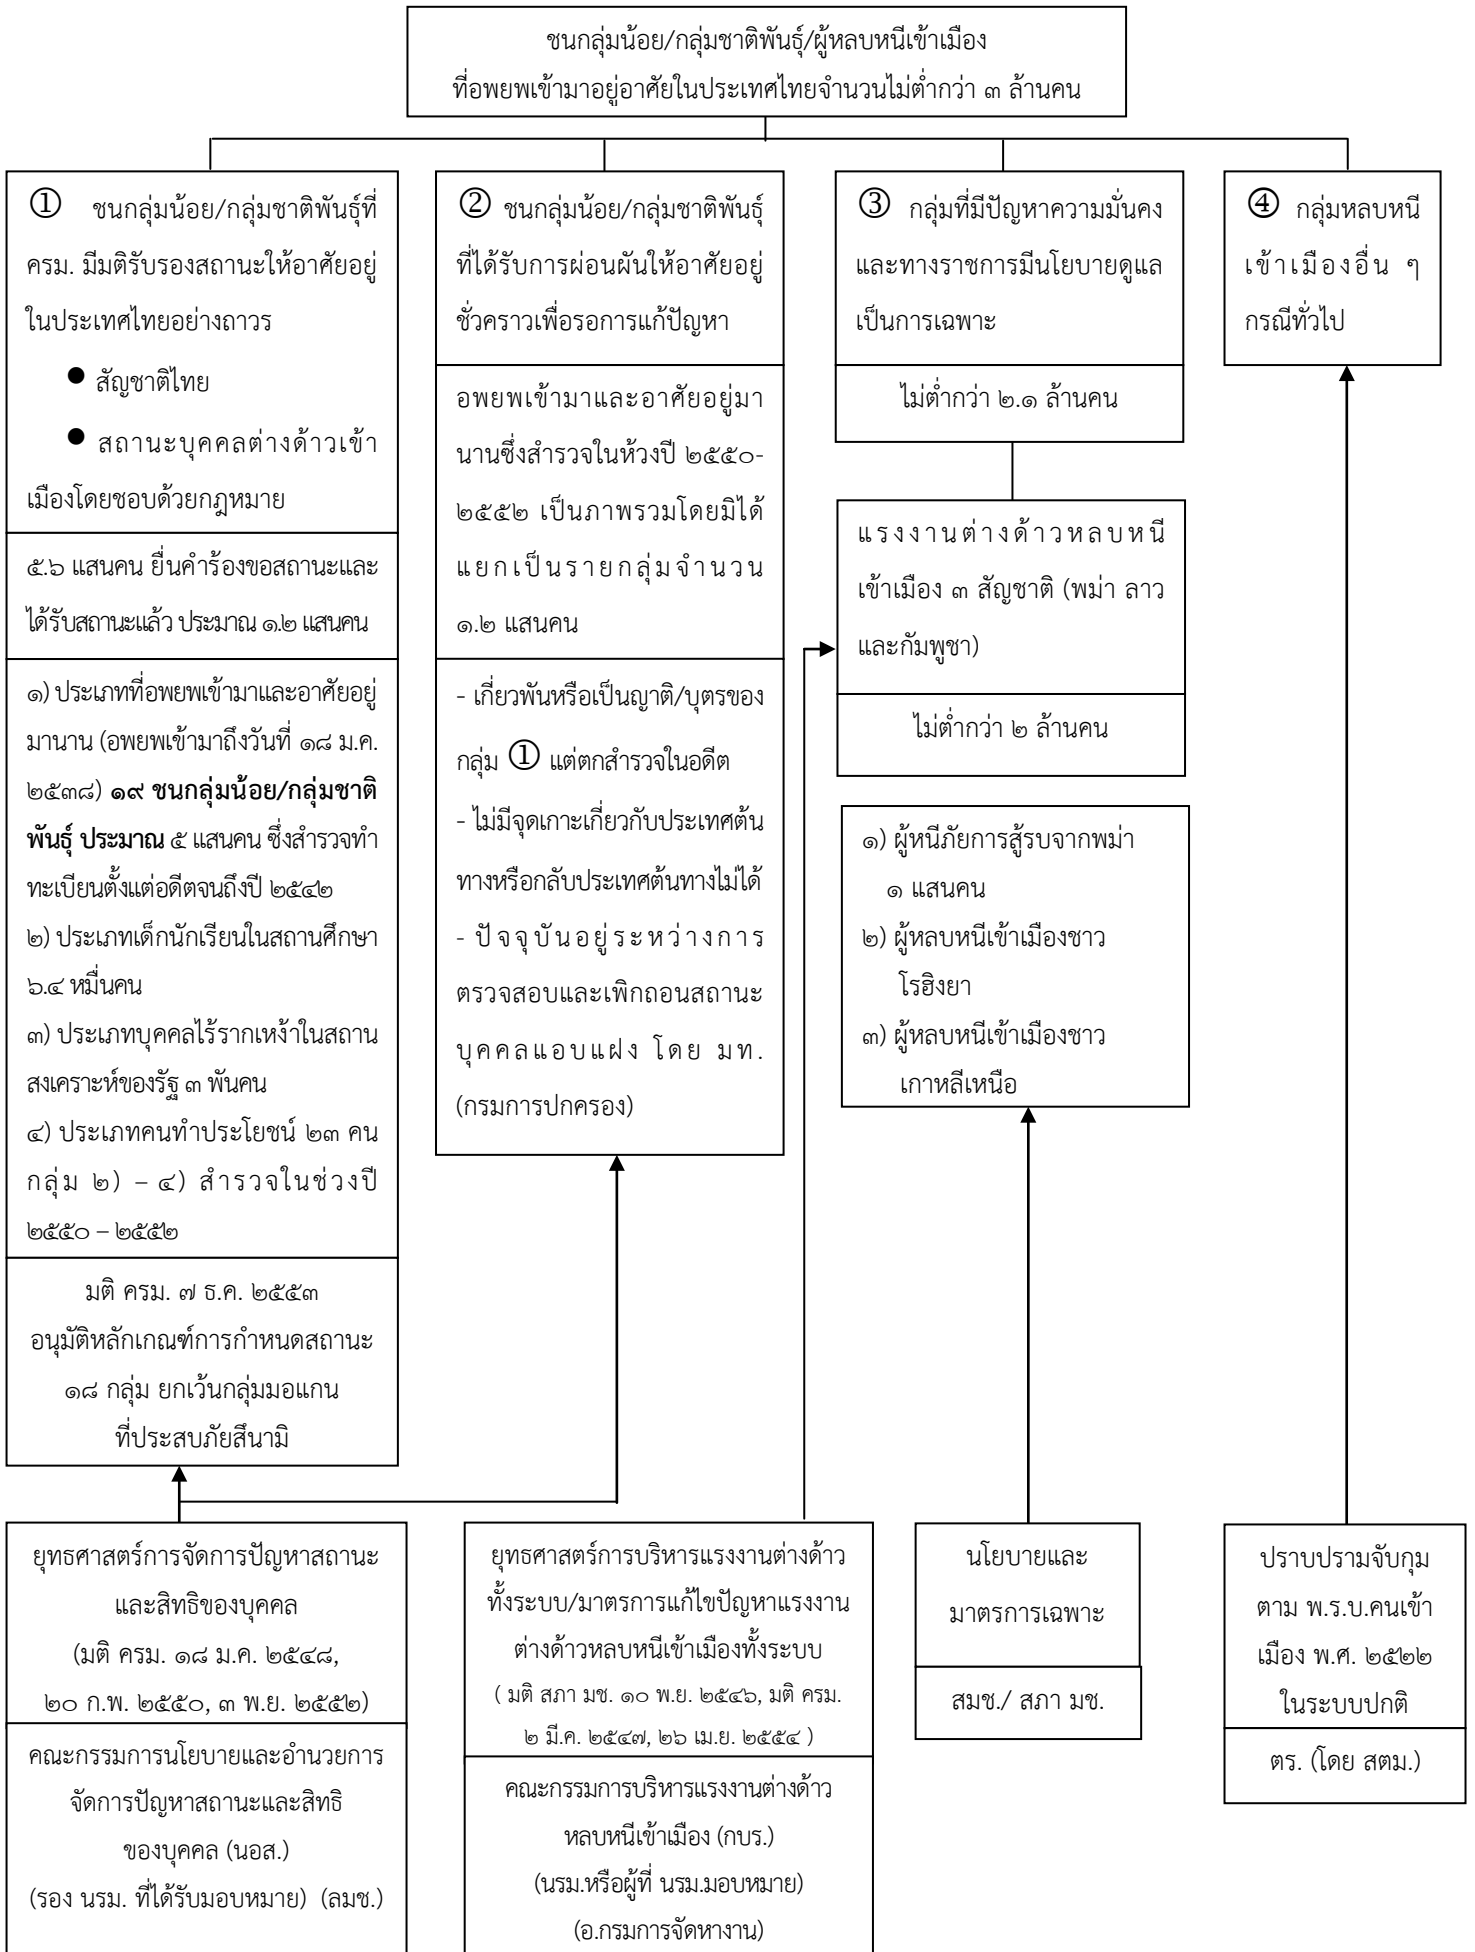 ชนกลุ่มน้อย/กลุ่มชาติพันธุ์/ผู้หลบหนีเข้าเมือง
ที่อพยพเข้ามาอยู่อาศัยในประเทศไทยจำนวนไม่ต่ำกว่า ๓ ล้านคน
① ชนกลุ่มน้อย/กลุ่มชาติพันธุ์ที่
ครม. มีมติรับรองสถานะให้อาศัยอยู่
ในประเทศไทยอย่างถาวร
● สัญชาติไทย
● สถานะบุคคลต่างด้าวเข้า
เมืองโดยชอบด้วยกฎหมาย
๕.๖ แสนคน ยื่นคำร้องขอสถานะและ
ได้รับสถานะแล้ว ประมาณ ๑.๒ แสนคน
๑) ประเภทที่อพยพเข้ามาและอาศัยอยู่
มานาน (อพยพเข้ามาถึงวันที่ ๑๘ ม.ค.
๒๕๓๘) ๑๙ ชนกลุ่มน้อย/กลุ่มชาติ
พันธุ์ ประมาณ ๕ แสนคน ซึ่งสำรวจทำ
ทะเบียนตั้งแต่อดีตจนถึงปี ๒๕๔๒
๒) ประเภทเด็กนักเรียนในสถานศึกษา
๖.๔ หมื่นคน
๓) ประเภทบุคคลไร้รากเหง้าในสถาน
สงเคราะห์ของรัฐ ๓ พันคน
๔) ประเภทคนทำประโยชน์ ๒๓ คน
กลุ่ม ๒) – ๔) สำรวจในช่วงปี
๒๕๕๐ – ๒๕๕๒
มติ ครม. ๗ ธ.ค. ๒๕๕๓
อนุมัติหลักเกณฑ์การกำหนดสถานะ
๑๘ กลุ่ม ยกเว้นกลุ่มมอแกน
ที่ประสบภัยสึนามิ
② ชนกลุ่มน้อย/กลุ่มชาติพันธุ์
ที่ได้รับการผ่อนผันให้อาศัยอยู่
ชั่วคราวเพื่อรอการแก้ปัญหา
อพยพเข้ามาและอาศัยอยู่มา
นานซึ่งสำรวจในห้วงปี ๒๕๕๐-
๒๕๕๒ เป็นภาพรวมโดยมิได้
แยกเป็นรายกลุ่มจำนวน
๑.๒ แสนคน
- เกี่ยวพันหรือเป็นญาติ/บุตรของ
กลุ่ม ① แต่ตกสำรวจในอดีต
- ไม่มีจุดเกาะเกี่ยวกับประเทศต้น
ทางหรือกลับประเทศต้นทางไม่ได้
- ปัจจุบันอยู่ระหว่างการ
ตรวจสอบและเพิกถอนสถานะ
บุคคลแอบแฝง โดย มท.
(กรมการปกครอง)
③ กลุ่มที่มีปัญหาความมั่นคง
และทางราชการมีนโยบายดูแล
เป็นการเฉพาะ
ไม่ต่ำกว่า ๒.๑ ล้านคน
แรงงานต่างด้าวหลบหนี
เข้าเมือง ๓ สัญชาติ (พม่า ลาว
และกัมพูชา)
ไม่ต่ำกว่า ๒ ล้านคน
๑) ผู้หนีภัยการสู้รบจากพม่า
๑ แสนคน
๒) ผู้หลบหนีเข้าเมืองชาว
โรฮิงยา
๓) ผู้หลบหนีเข้าเมืองชาว
เกาหลีเหนือ
④ กลุ่มหลบหนี
เข้าเมืองอื่น ๆ
กรณีทั่วไป
ยุทธศาสตร์การจัดการปัญหาสถานะ
และสิทธิของบุคคล
(มติ ครม. ๑๘ ม.ค. ๒๕๔๘,
๒๐ ก.พ. ๒๕๕๐, ๓ พ.ย. ๒๕๕๒)
คณะกรรมการนโยบายและอำนวยการ
จัดการปัญหาสถานะและสิทธิ
ของบุคคล (นอส.)
(รอง นรม. ที่ได้รับมอบหมาย) (ลมช.)
ยุทธศาสตร์การบริหารแรงงานต่างด้าว
ทั้งระบบ/มาตรการแก้ไขปัญหาแรงงาน
ต่างด้าวหลบหนีเข้าเมืองทั้งระบบ
( มติ สภา มช. ๑๐ พ.ย. ๒๕๔๖, มติ ครม.
๒ มี.ค. ๒๕๔๗, ๒๖ เม.ย. ๒๕๕๔ )
คณะกรรมการบริหารแรงงานต่างด้าว
หลบหนีเข้าเมือง (กบร.)
(นรม.หรือผู้ที่ นรม.มอบหมาย)
(อ.กรมการจัดหางาน)
นโยบายและ
มาตรการเฉพาะ
สมช./ สภา มช.
ปราบปรามจับกุม
ตาม พ.ร.บ.คนเข้า
เมือง พ.ศ. ๒๕๒๒
ในระบบปกติ
ตร. (โดย สตม.)